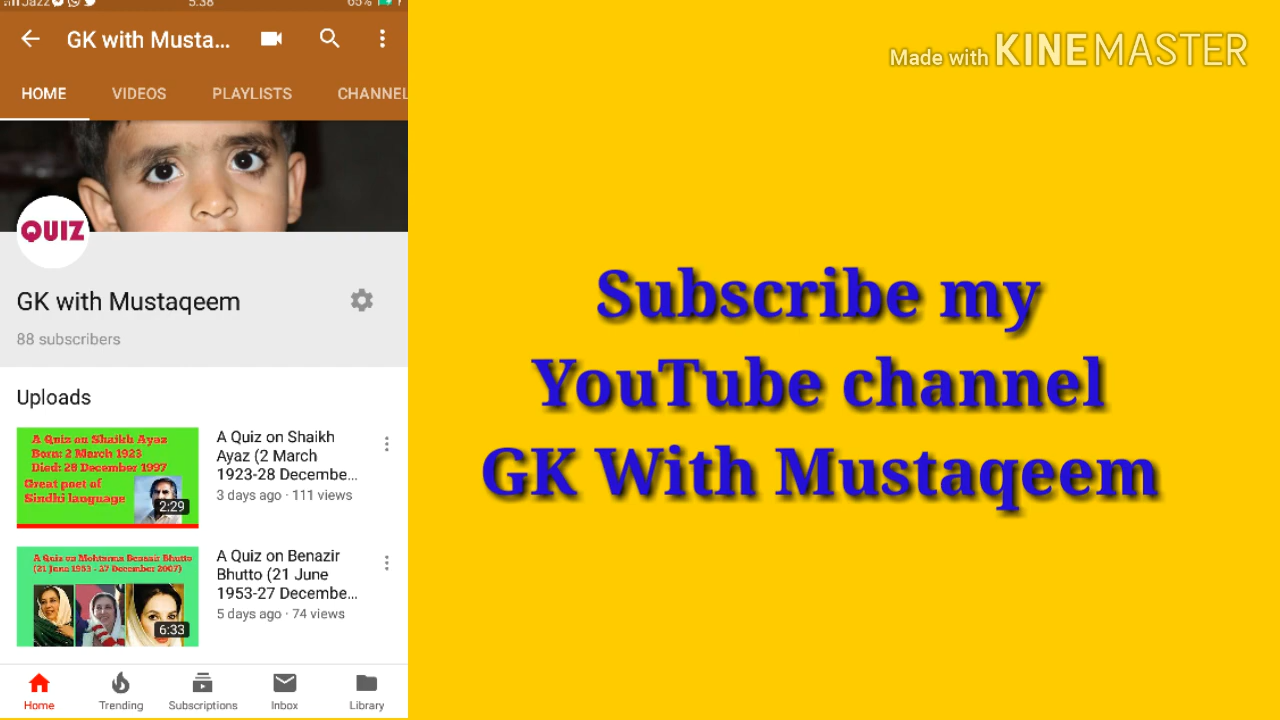 Jazz
5:38
65%
GK with Musta...
HOME VIDEOS PLAYLISTS CHANNEL
QUIZ
GK with Mustaqeem
88 subscribers
Uploads
A Quiz on Shaikh Ayaz
Born: 2 March 1923
Died: 28 December 1997
Great poet of
Sindhi language
2:29
A Quiz on Shaikh
Ayaz (2 March
1923-28 Decembe...
3 days ago · 111 views
A Quiz on Mohtarma Benazir Bhutto
(21 June 1953 - 27 December 2007)
6:33
A Quiz on Benazir
Bhutto (21 June
1953-27 Decembe...
5 days ago · 74 views
Home Trending Subscriptions Inbox Library
Made with KINEMASTER
Subscribe my
YouTube channel
GK With Mustaqeem